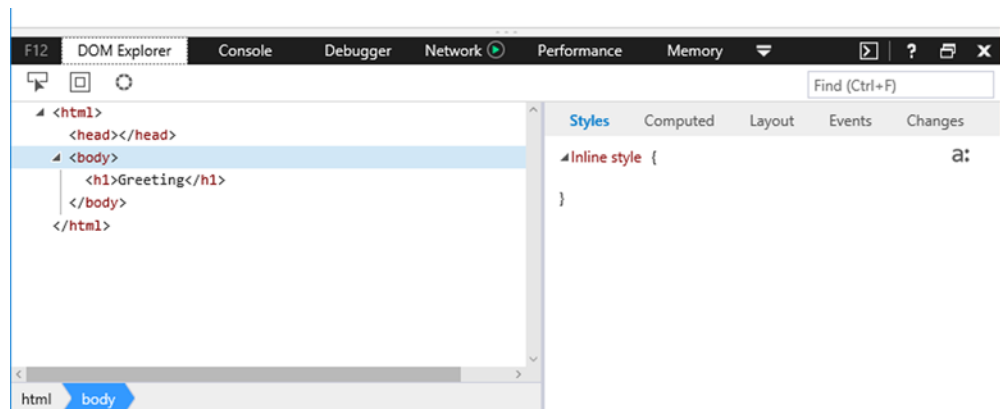 F12 DOM Explorer Console Debugger Network Performance Memory ?
Find (Ctrl+F)
<html>
<head></head>
<body>
<h1>Greeting</h1>
</body>
</html>
Styles Computed Layout Events Changes
Inline style {
a:
}
html body